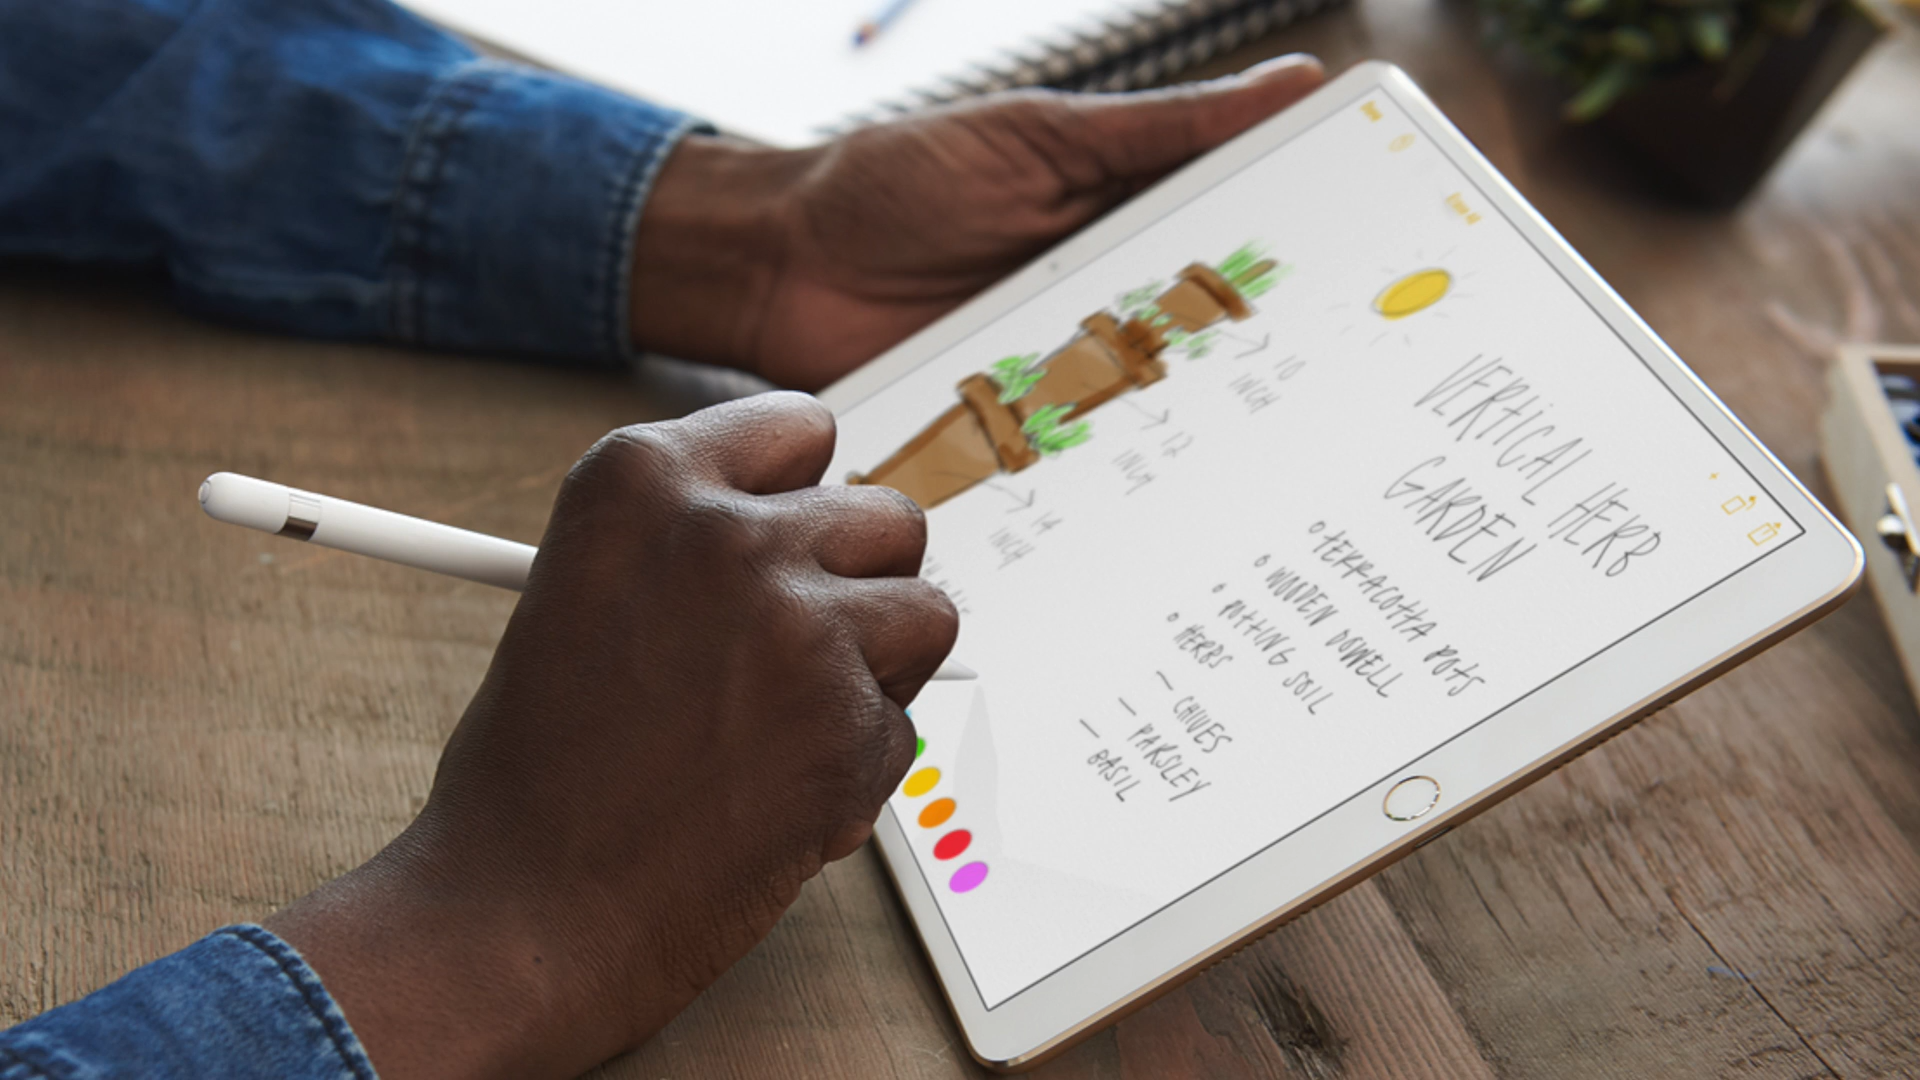 VERTICAL HERB
GARDEN
TERRACOTTA POTS
WOODEN DOWELL
POTTING SOIL
HERBS
— CHIVES
— PARSLEY
— BASIL
10
INCH
12
INCH
14
INCH